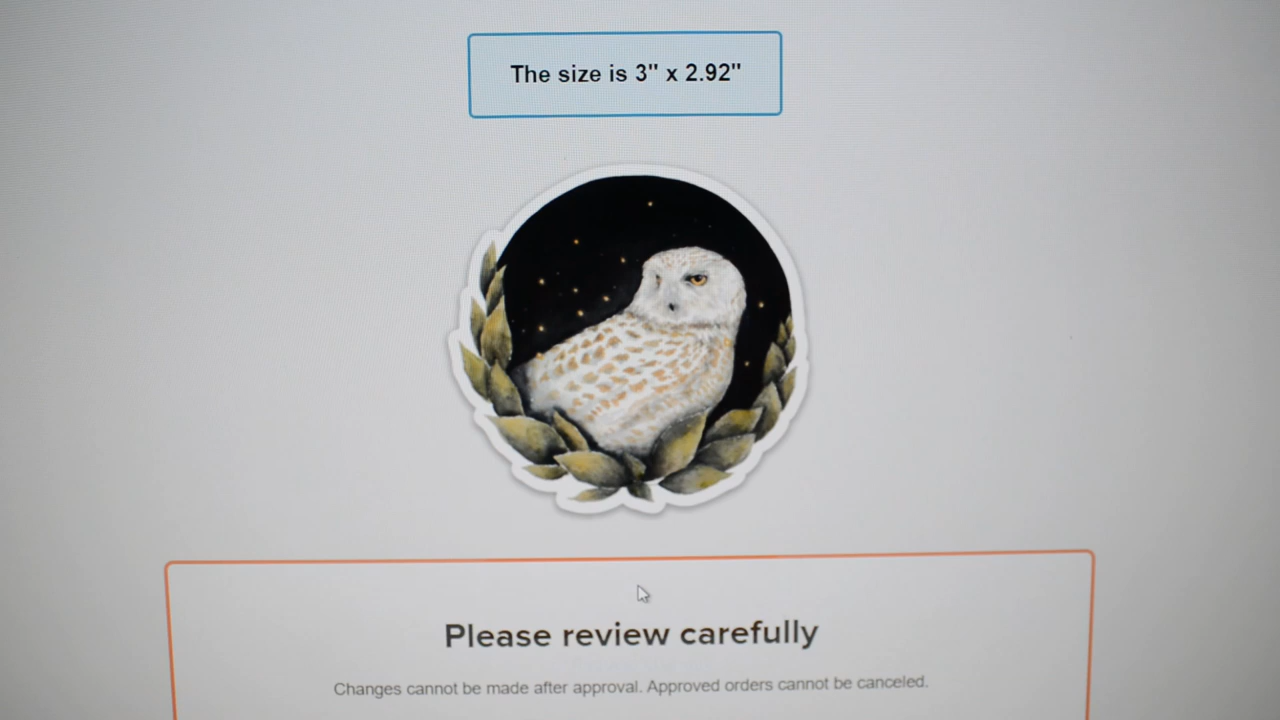 The size is 3" x 2.92"
Please review carefully
Changes cannot be made after approval. Approved orders cannot be canceled.